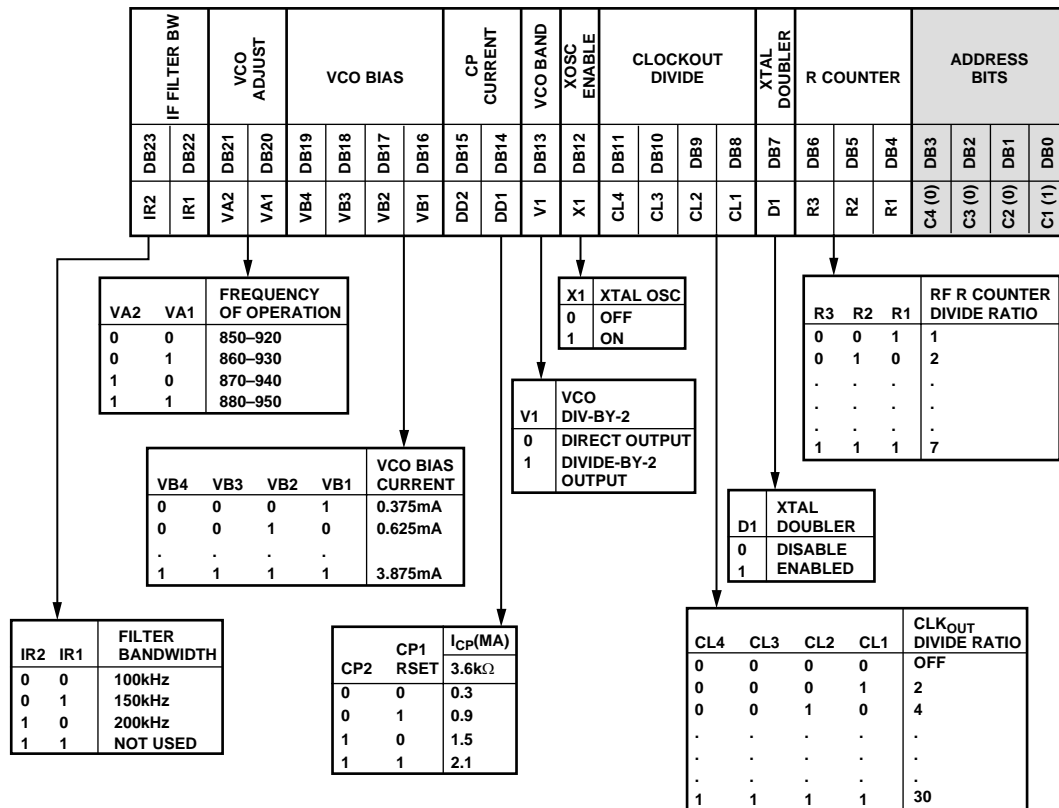 IF FILTER BW
VCO
ADJUST
VCO BIAS
CP
CURRENT
VCO BAND
XOSC
ENABLE
CLOCKOUT
DIVIDE
XTAL
DOUBLER
R COUNTER
ADDRESS
BITS
DB23 DB22 DB21 DB20 DB19 DB18 DB17 DB16 DB15 DB14 DB13 DB12 DB11 DB10 DB9 DB8 DB7 DB6 DB5 DB4 DB3 DB2 DB1 DB0
IR2 IR1 VA2 VA1 VB4 VB3 VB2 VB1 DD2 DD1 V1 X1 CL4 CL3 CL2 CL1 D1 R3 R2 R1 C4 (0) C3 (0) C2 (0) C1 (1)
FREQUENCY
VA2 VA1 OF OPERATION
0 0 850–920
0 1 860–930
1 0 870–940
1 1 880–950
X1 XTAL OSC
0 OFF
1 ON
RF R COUNTER
R3 R2 R1 DIVIDE RATIO
0 0 1 1
0 1 0 2
. . . .
. . . .
. . . .
1 1 1 7
VCO
V1 DIV-BY-2
0 DIRECT OUTPUT
1 DIVIDE-BY-2
OUTPUT
VCO BIAS
VB4 VB3 VB2 VB1 CURRENT
0 0 0 1 0.375mA
0 0 1 0 0.625mA
. . . .
1 1 1 1 3.875mA
XTAL
D1 DOUBLER
0 DISABLE
1 ENABLED
FILTER
IR2 IR1 BANDWIDTH
0 0 100kHz
0 1 150kHz
1 0 200kHz
1 1 NOT USED
CP1 ICP(MA)
CP2 RSET 3.6kΩ
0 0 0.3
0 1 0.9
1 0 1.5
1 1 2.1
CLKOUT
CL4 CL3 CL2 CL1 DIVIDE RATIO
0 0 0 0 OFF
0 0 0 1 2
0 0 1 0 4
. . . . .
. . . . .
. . . . .
1 1 1 1 30